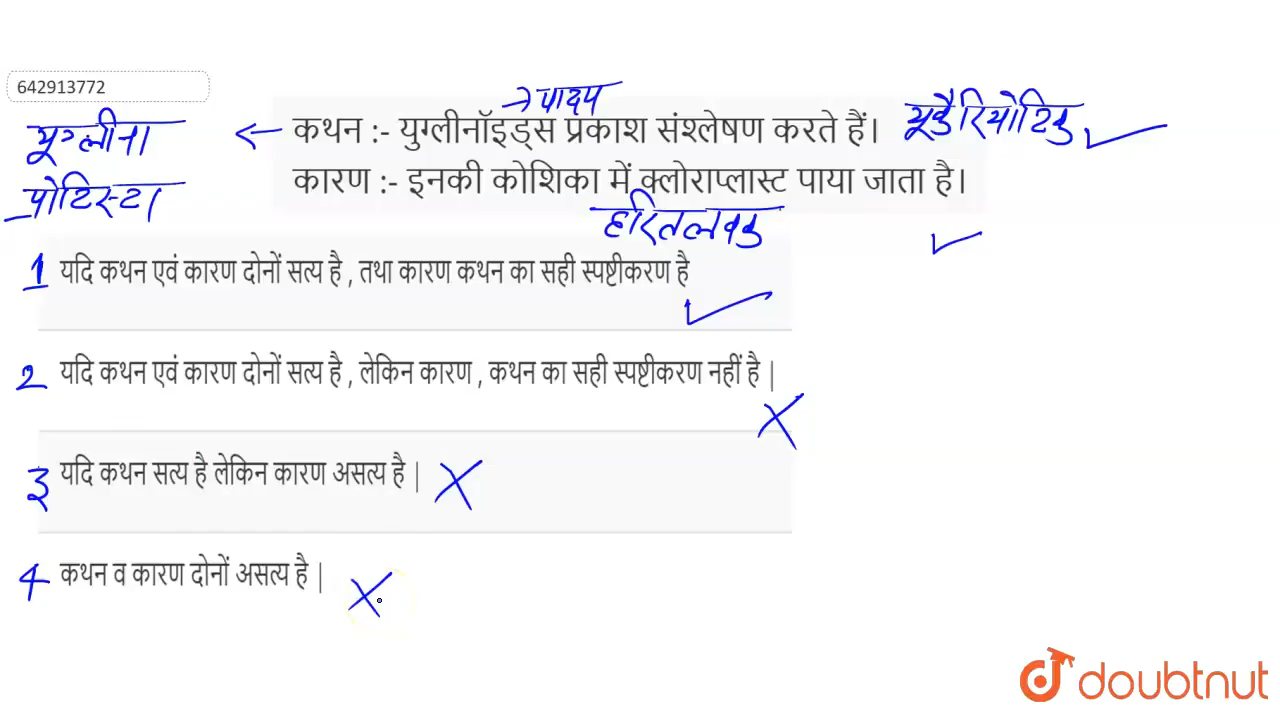 642913772
→ पादप
यूग्लीना
← कथन :- युग्लीनॉइड्स प्रकाश संश्लेषण करते हैं।
यूकैरियोटिक
प्रोटिस्टा
कारण :- इनकी कोशिका में क्लोराप्लास्ट पाया जाता है।
हरितलवक
1 यदि कथन एवं कारण दोनों सत्य है , तथा कारण कथन का सही स्पष्टीकरण है
2 यदि कथन एवं कारण दोनों सत्य है , लेकिन कारण , कथन का सही स्पष्टीकरण नहीं है |
3 यदि कथन सत्य है लेकिन कारण असत्य है |
4 कथन व कारण दोनों असत्य है |
doubtnut